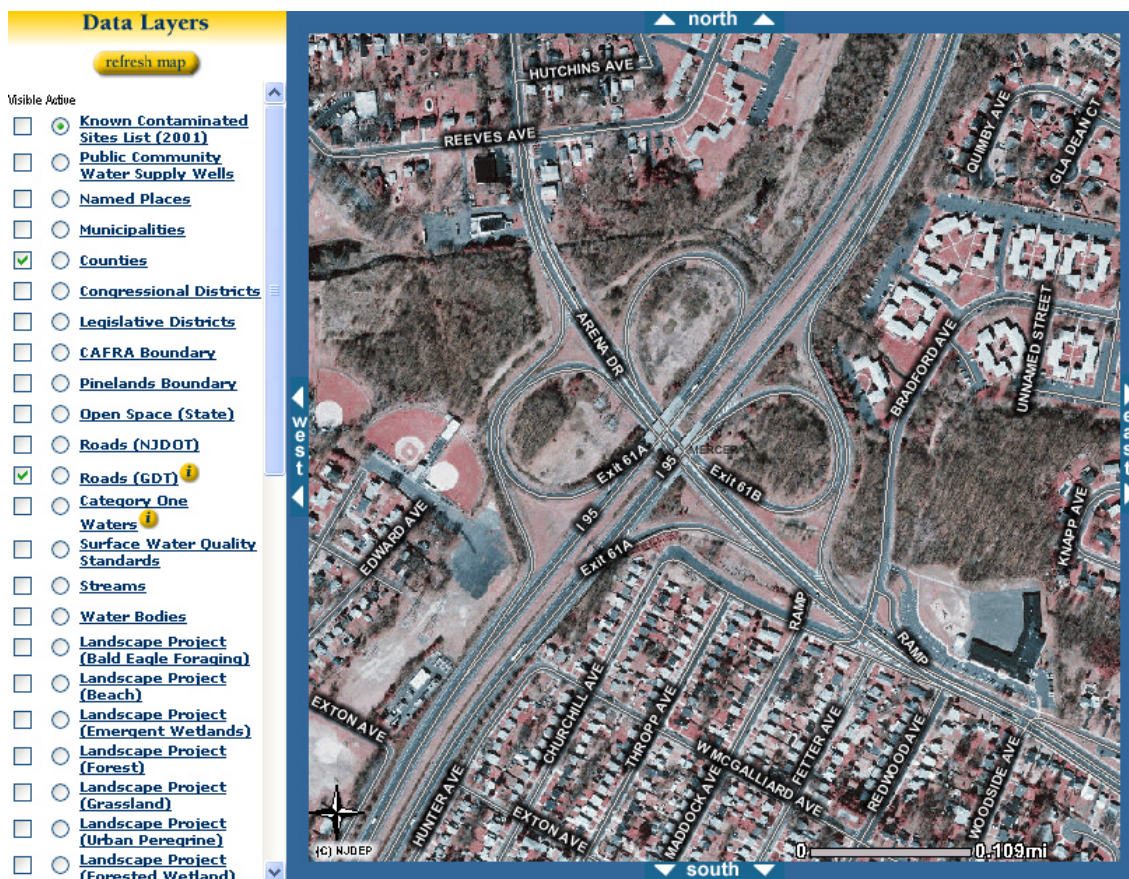 Data Layers
refresh map
Visible Active
Known Contaminated
Sites List (2001)
Public Community
Water Supply Wells
Named Places
Municipalities
Counties
Congressional Districts
Legislative Districts
CAFRA Boundary
Pinelands Boundary
Open Space (State)
Roads (NJDOT)
Roads (GDT) i
Category One
Waters i
Surface Water Quality
Standards
Streams
Water Bodies
Landscape Project
(Bald Eagle Foraging)
Landscape Project
(Beach)
Landscape Project
(Emergent Wetlands)
Landscape Project
(Forest)
Landscape Project
(Grassland)
Landscape Project
(Urban Peregrine)
Landscape Project
(Forested Wetland)
north
HUTCHINS AVE
REEVES AVE
QUIMBY AVE
GLA DEAN CT
ARENA DR
BRADFORD AVE
UNNAMED STREET
west
east
MERCER
Exit 61A
I 95
Exit 61B
I 95
Exit 61A
EDWARD AVE
KNAPP AVE
RAMP
RAMP
EXTON AVE
CHURCHILL AVE
THROPP AVE
W MCGALLIARD AVE
FETTER AVE
REDWOOD AVE
WOODSIDE AVE
HUNTER AVE
EXTON AVE
MADDOCK AVE
(C) NJDEP
0 0.109mi
south